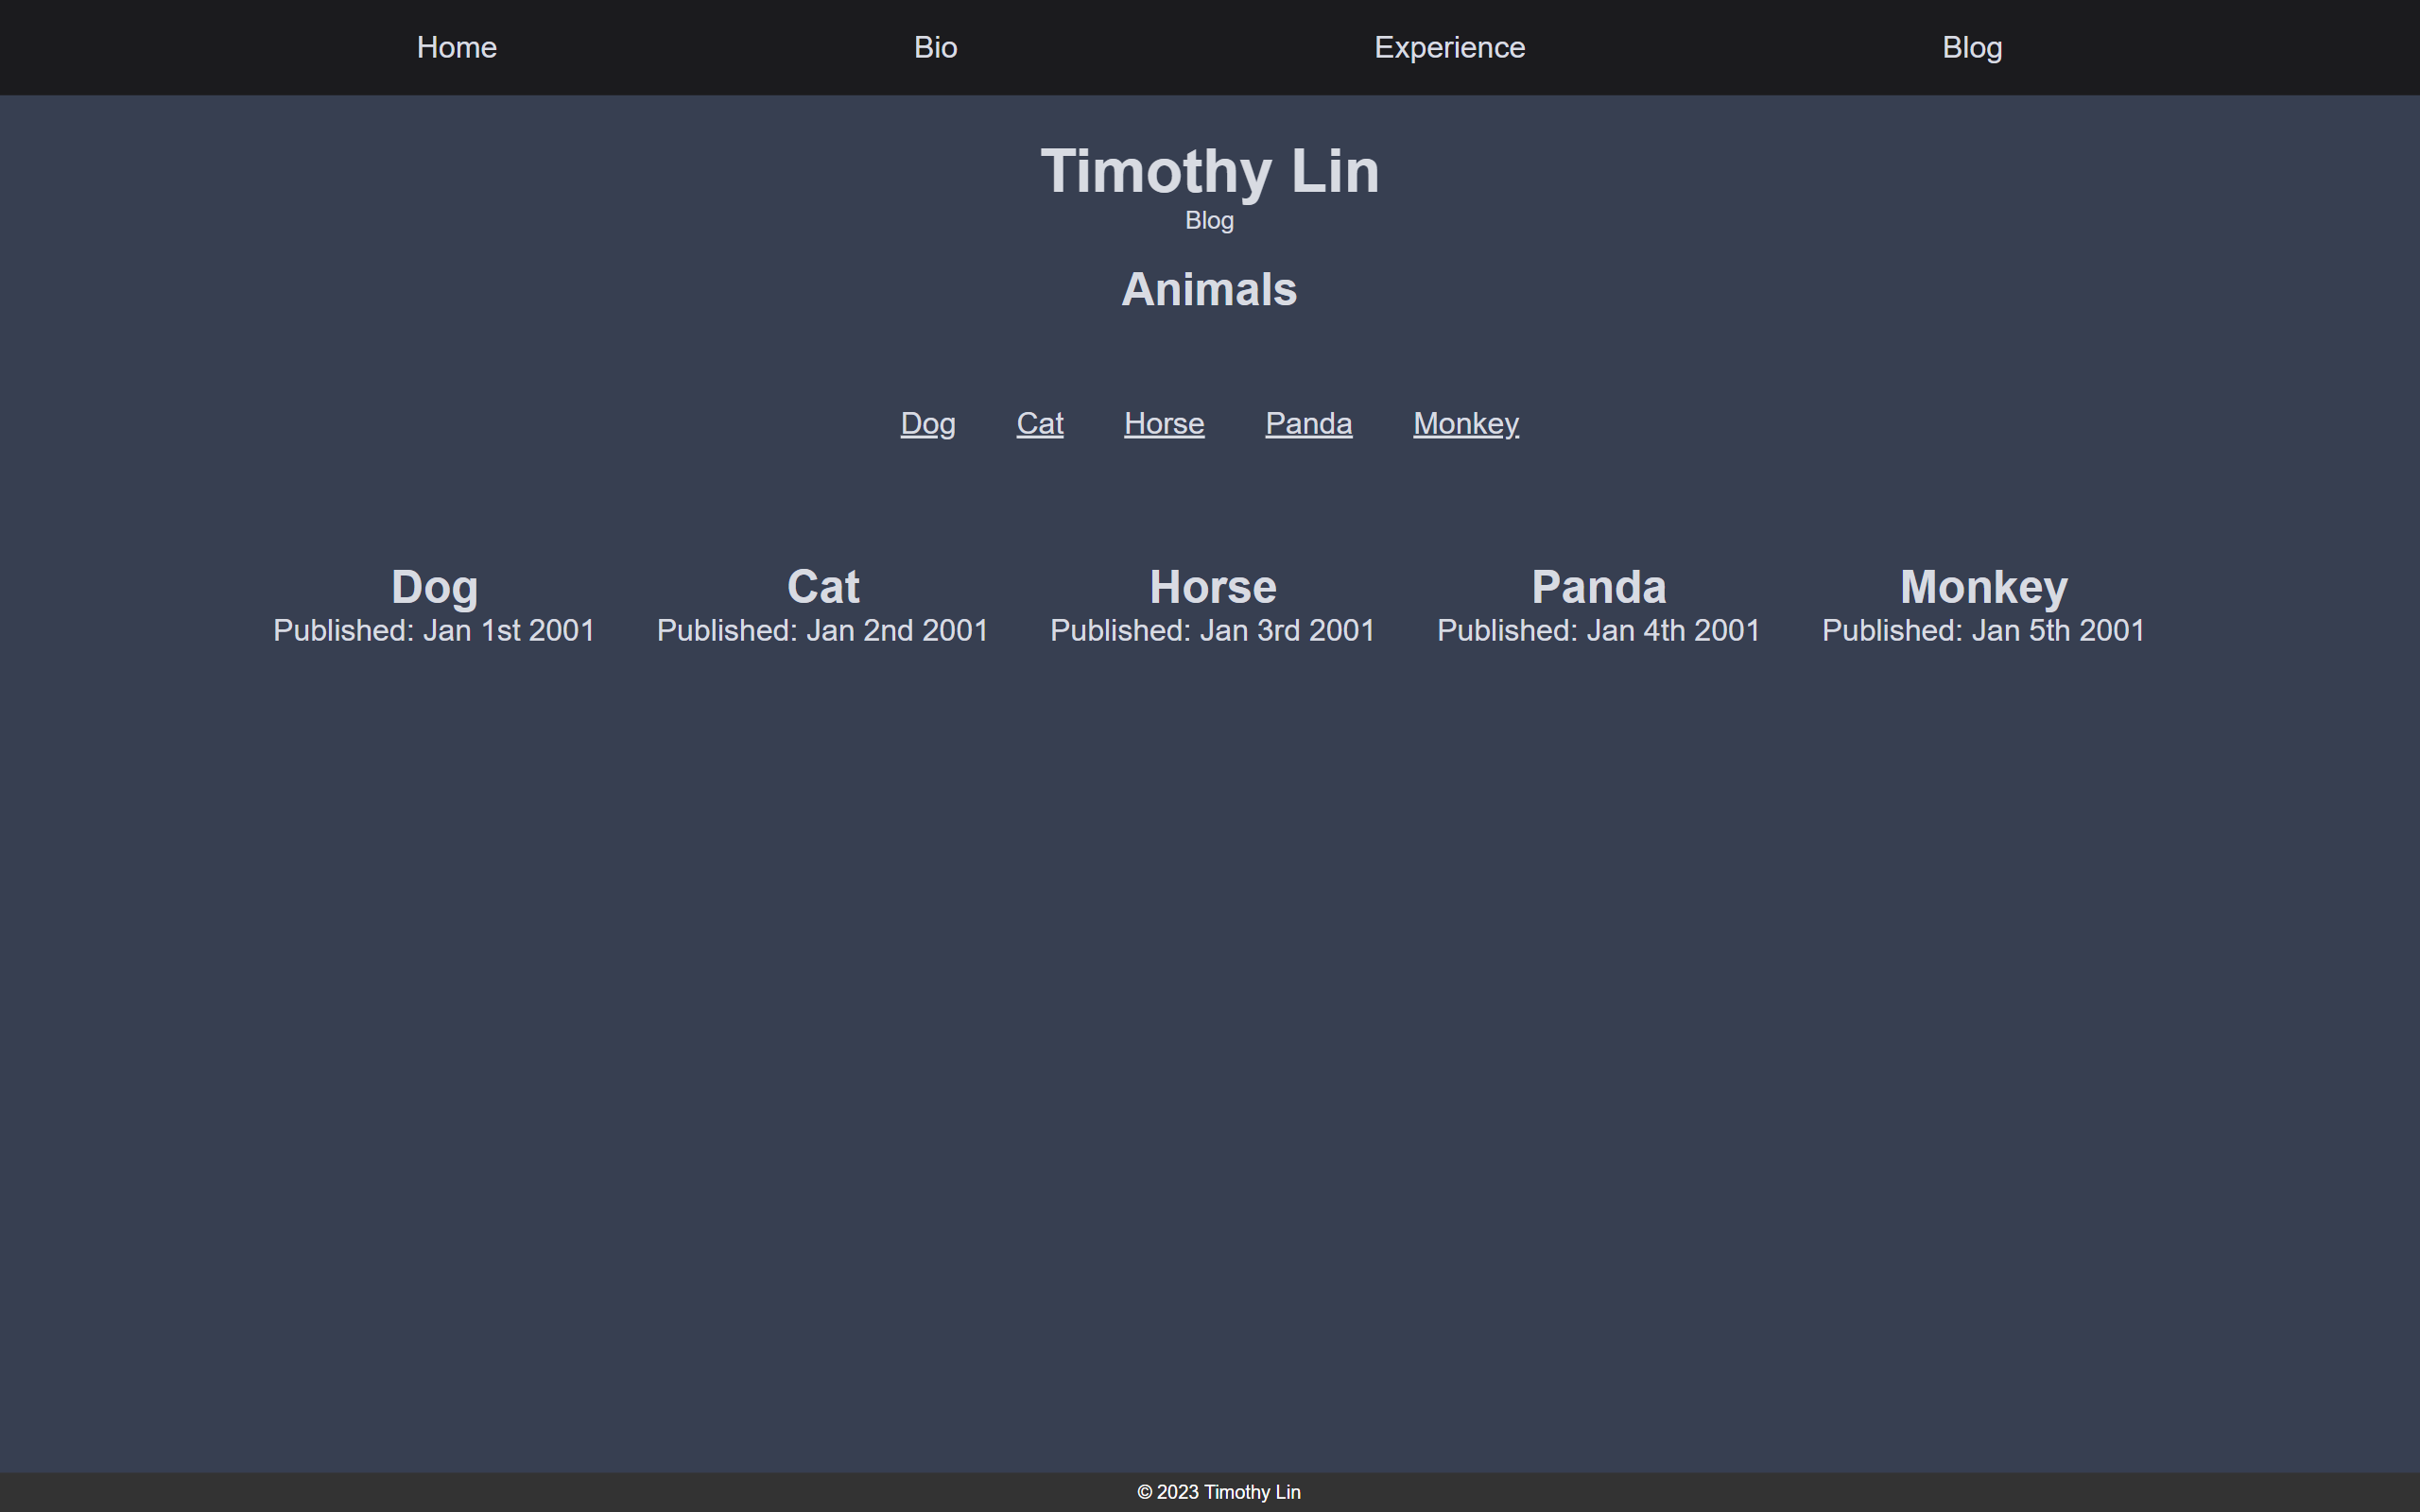 Home Bio Experience Blog
Timothy Lin
Blog
Animals
Dog Cat Horse Panda Monkey
Dog Cat Horse Panda Monkey
Published: Jan 1st 2001 Published: Jan 2nd 2001 Published: Jan 3rd 2001 Published: Jan 4th 2001 Published: Jan 5th 2001
© 2023 Timothy Lin